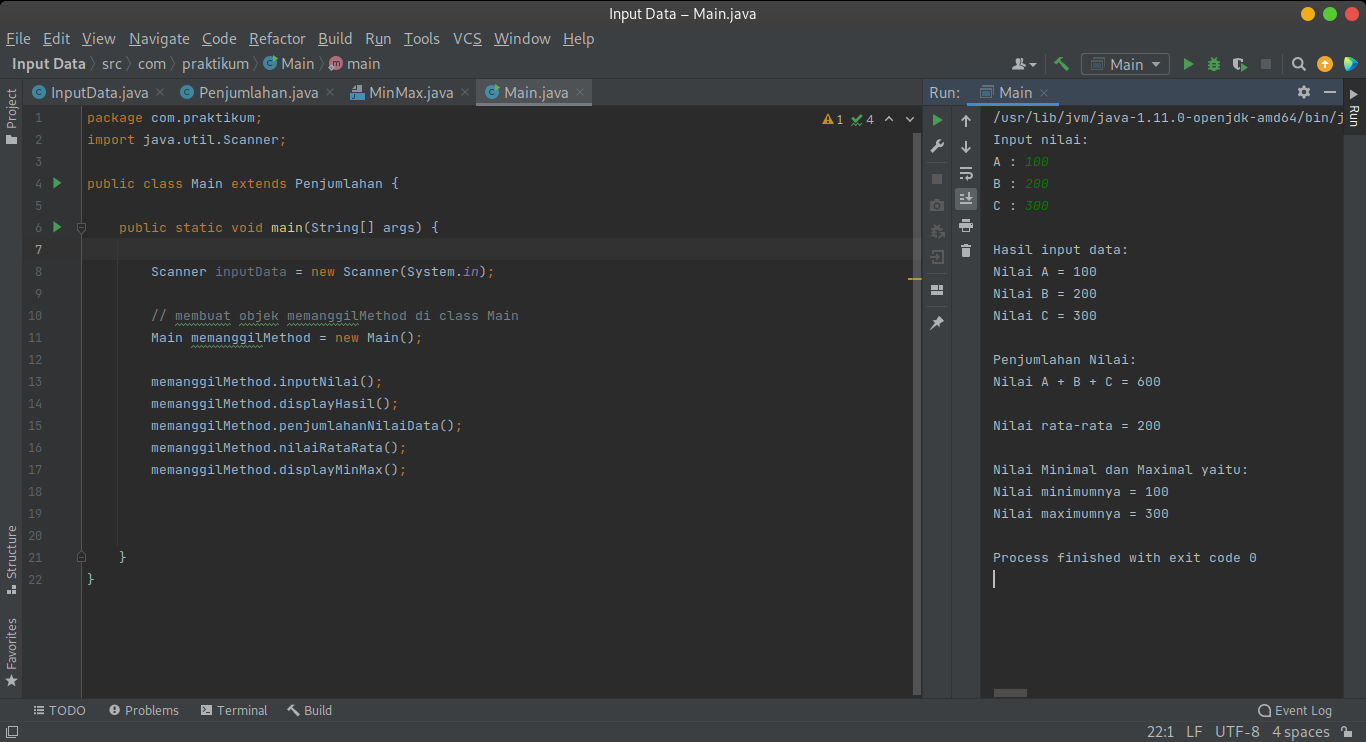 Input Data – Main.java
File Edit View Navigate Code Refactor Build Run Tools VCS Window Help
Input Data src com praktikum Main main
Main
Project
Structure
Favorites
InputData.java Penjumlahan.java MinMax.java Main.java
1 package com.praktikum;
2 import java.util.Scanner;
3
4 public class Main extends Penjumlahan {
5
6 public static void main(String[] args) {
7
8 Scanner inputData = new Scanner(System.in);
9
10 // membuat objek memanggilMethod di class Main
11 Main memanggilMethod = new Main();
12
13 memanggilMethod.inputNilai();
14 memanggilMethod.displayHasil();
15 memanggilMethod.penjumlahanNilaiData();
16 memanggilMethod.nilaiRataRata();
17 memanggilMethod.displayMinMax();
18
19
20
21 }
22 }
1 4
Run: Main
Run
/usr/lib/jvm/java-1.11.0-openjdk-amd64/bin/j
Input nilai:
A : 100
B : 200
C : 300
Hasil input data:
Nilai A = 100
Nilai B = 200
Nilai C = 300
Penjumlahan Nilai:
Nilai A + B + C = 600
Nilai rata-rata = 200
Nilai Minimal dan Maximal yaitu:
Nilai minimumnya = 100
Nilai maximumnya = 300
Process finished with exit code 0
TODO Problems Terminal Build Event Log
22:1 LF UTF-8 4 spaces